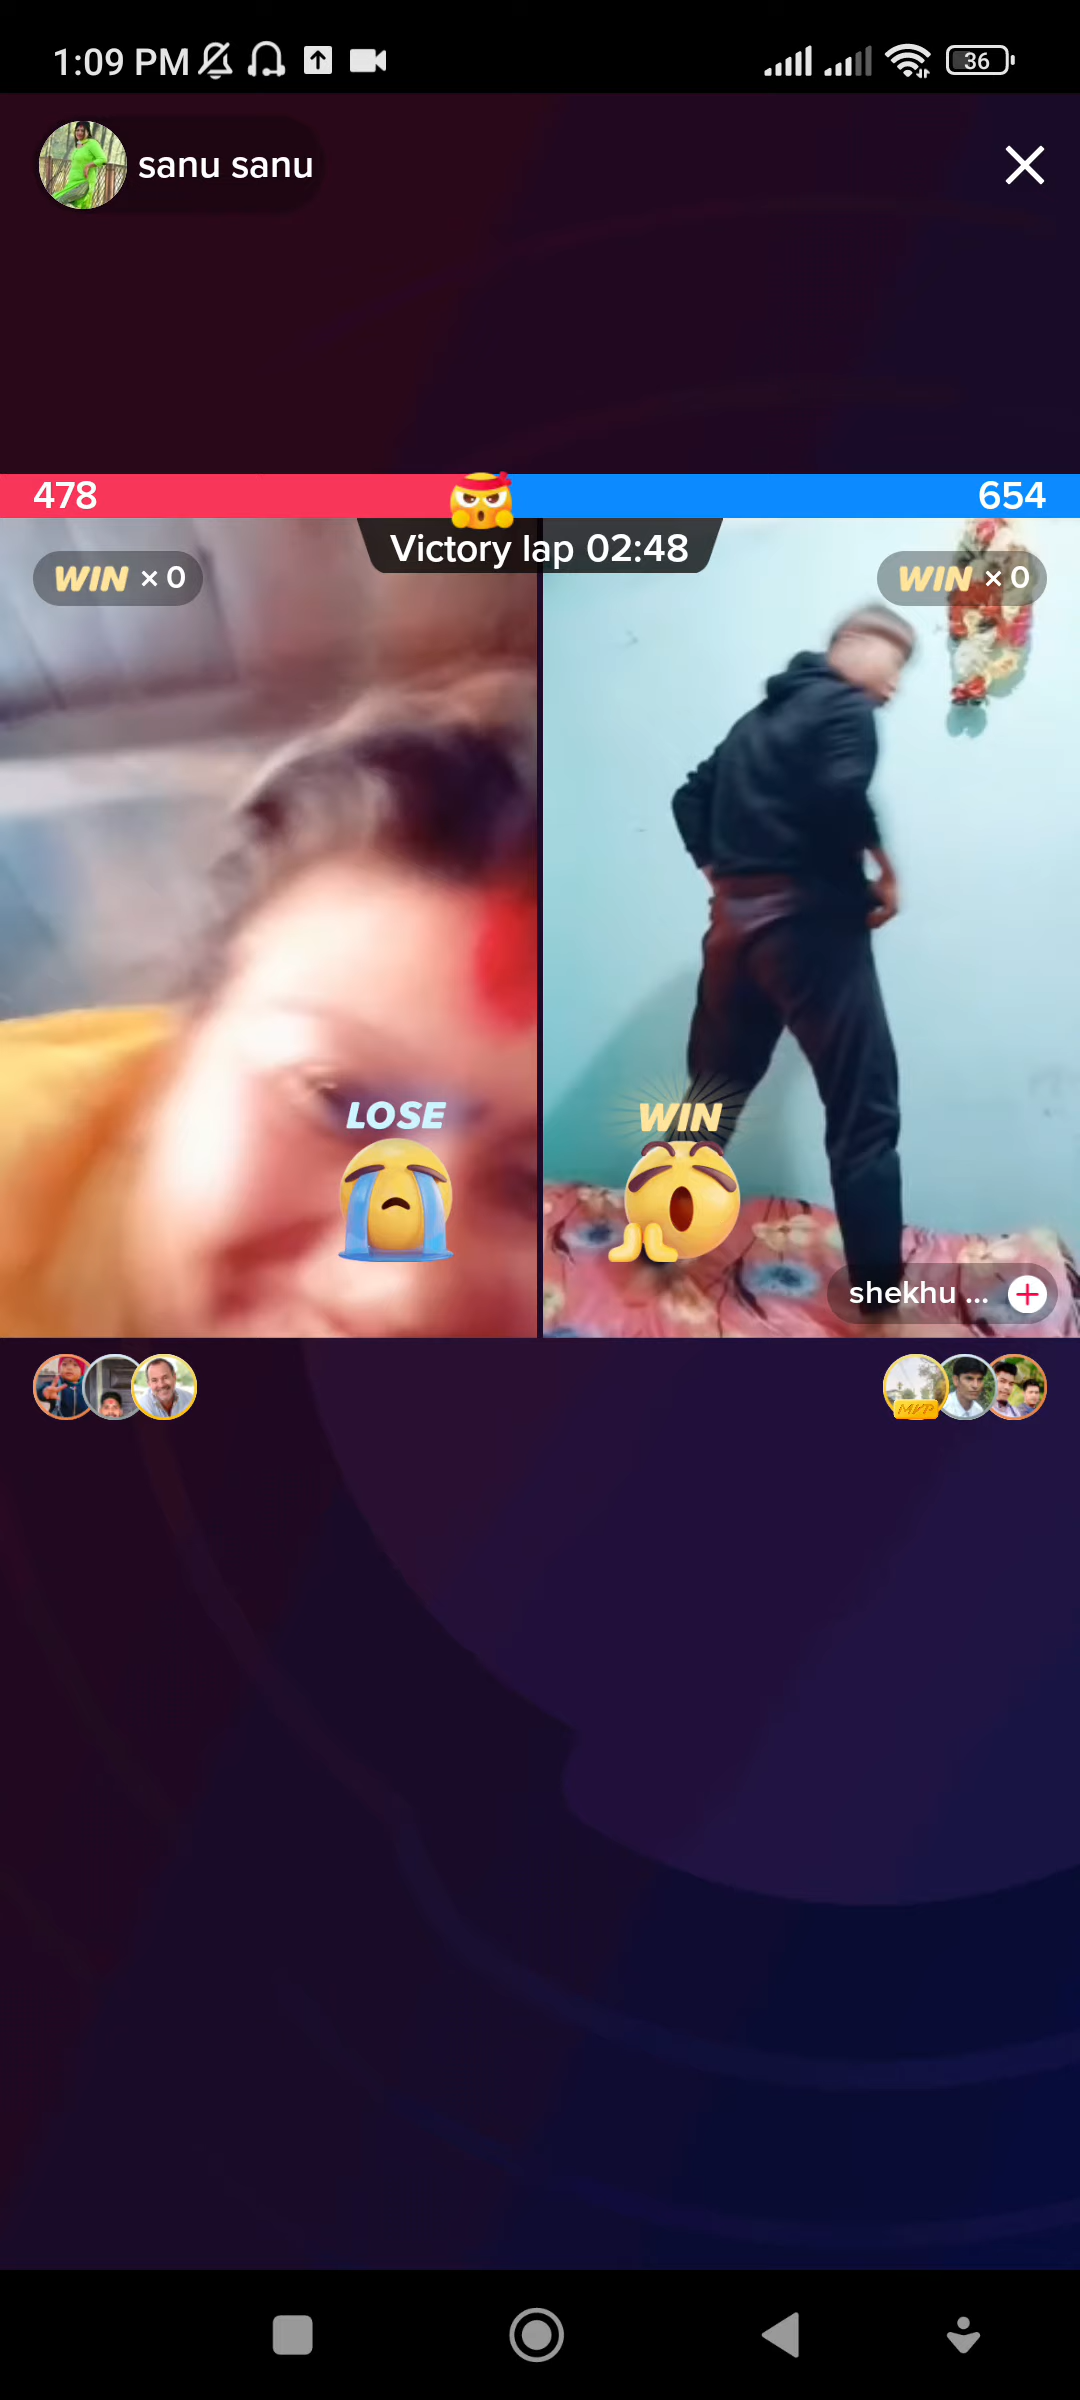 1:09 PM
36
sanu sanu
478
654
Victory lap 02:48
WIN × 0
WIN × 0
LOSE
WIN
shekhu ...
MVP